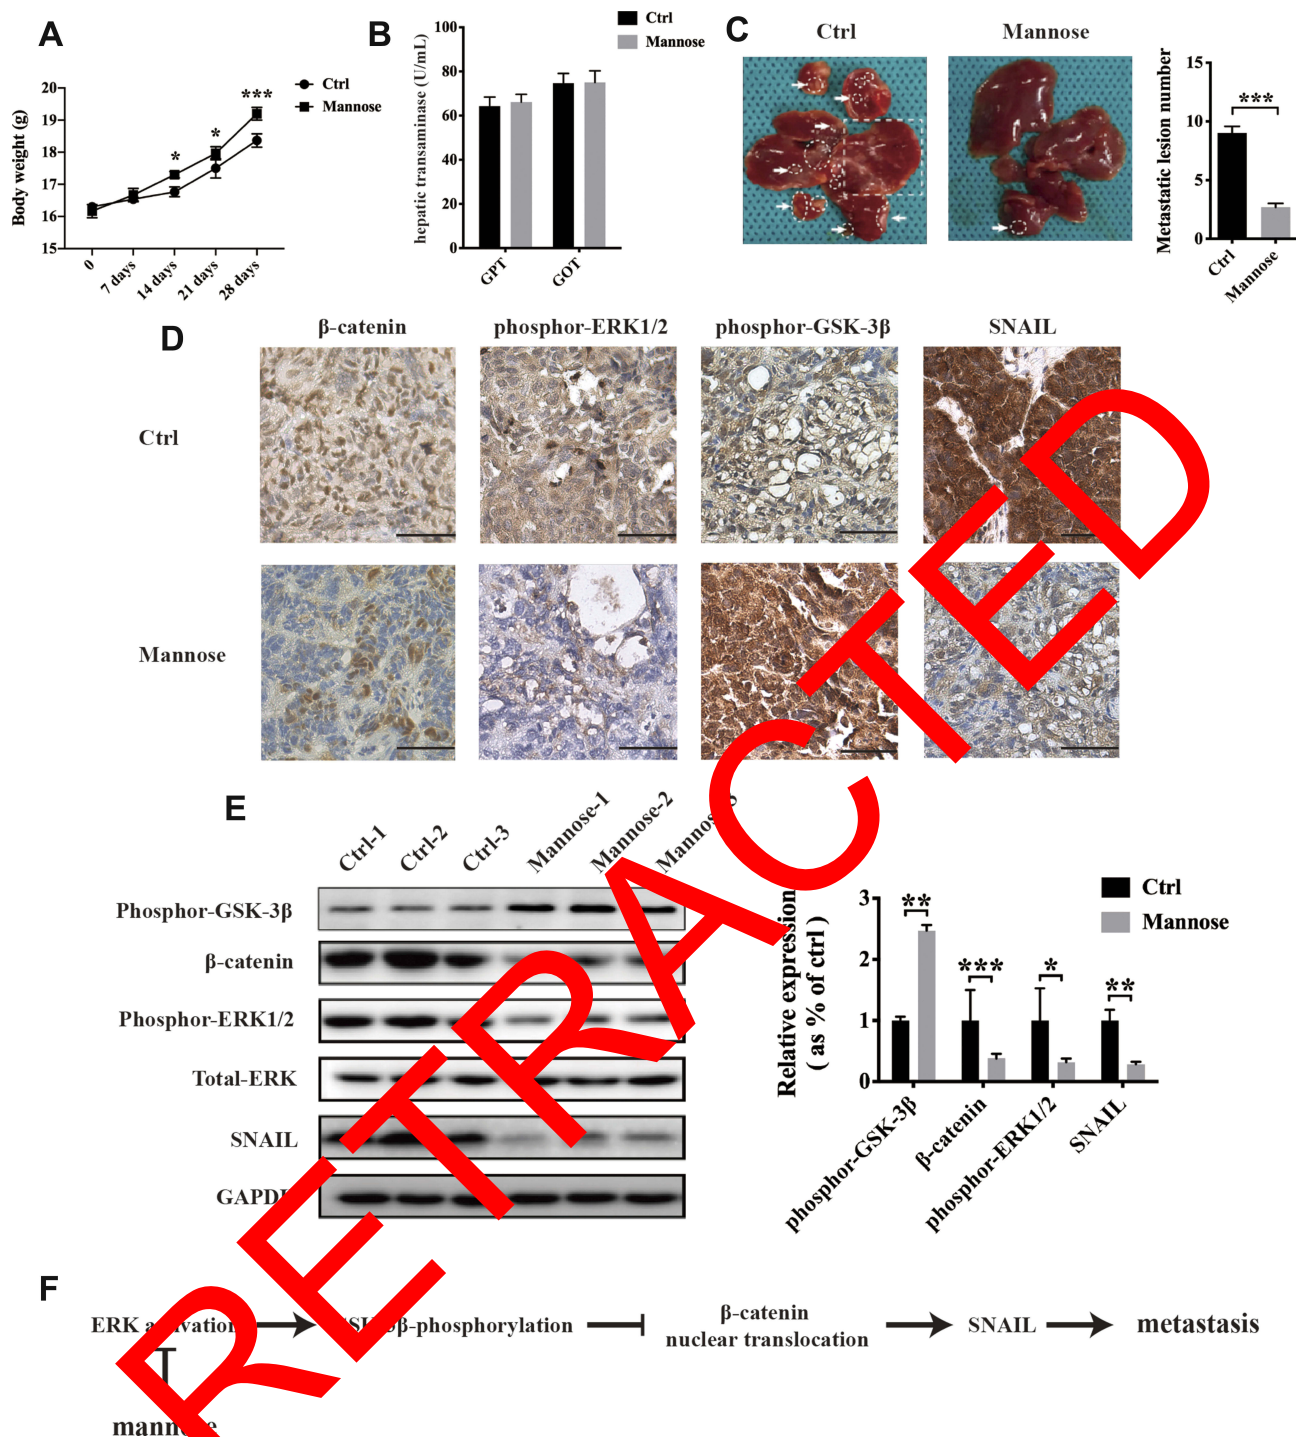 A
Ctrl
Mannose
Body weight (g)
20
19
18
17
16
15
*
*
***
0
7 days
14 days
21 days
28 days
B
Ctrl
Mannose
hepatic transaminase (U/mL)
100
80
60
40
20
0
GPT
GOT
C
Ctrl
Mannose
Metastatic lesion number
15
10
5
0
***
Ctrl
Mannose
D
β-catenin
phosphor-ERK1/2
phosphor-GSK-3β
SNAIL
Ctrl
Mannose
E
Ctrl-1
Ctrl-2
Ctrl-3
Mannose-1
Mannose-2
Phosphor-GSK-3β
β-catenin
Phosphor-ERK1/2
Total-ERK
SNAIL
Ctrl
Mannose
Relative expression
( as % of ctrl )
3
2
1
0
**
***
*
**
phosphor-GSK-3β
β-catenin
phosphor-ERK1/2
SNAIL
F
ERK
β-catenin
nuclear translocation
SNAIL
metastasis
RETRACTED